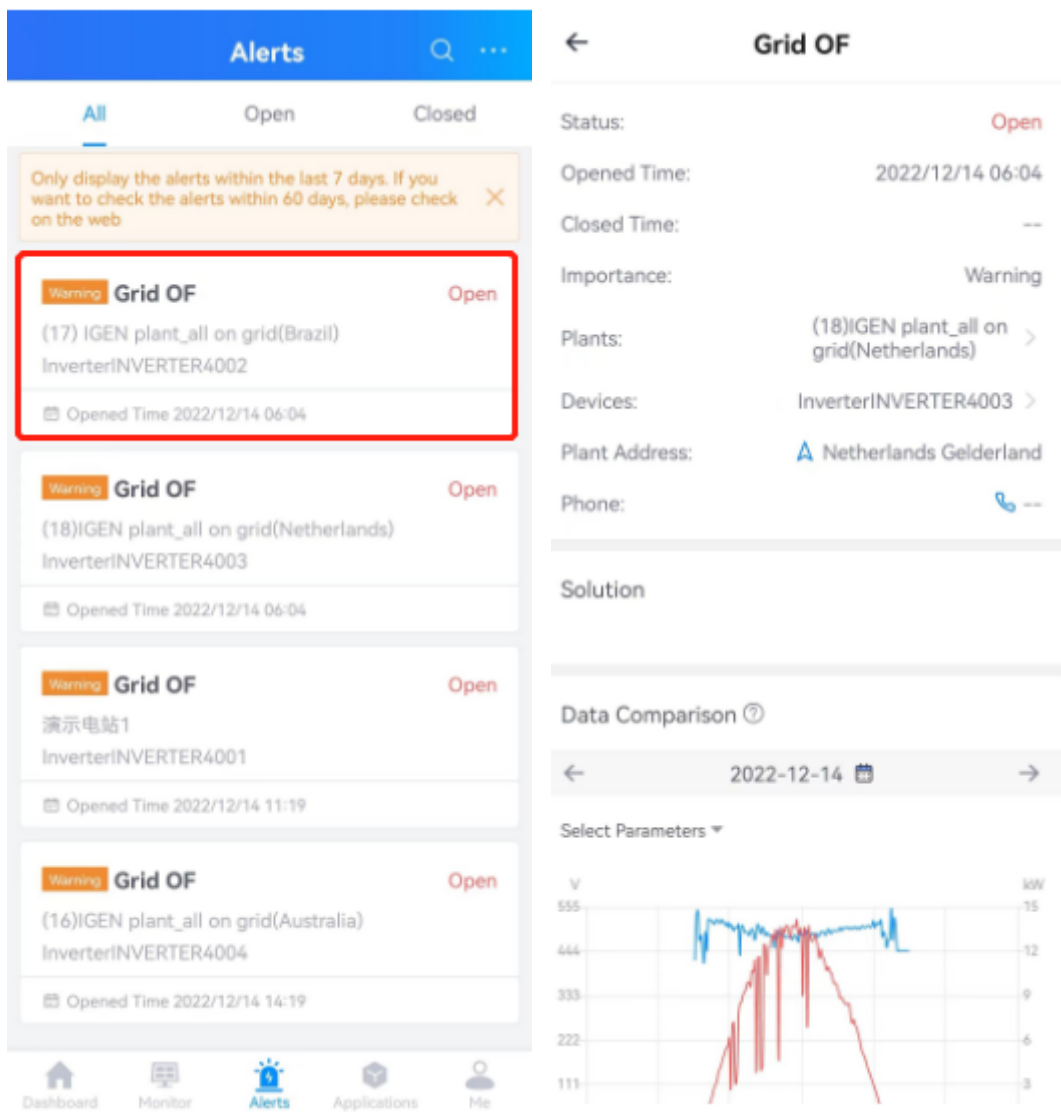 Alerts
All
Open
Closed
Only display the alerts within the last 7 days. If you
want to check the alerts within 60 days, please check
on the web
Warning Grid OF Open
(17) IGEN plant_all on grid(Brazil)
InverterINVERTER4002
Opened Time 2022/12/14 06:04
Warning Grid OF Open
(18)IGEN plant_all on grid(Netherlands)
InverterINVERTER4003
Opened Time 2022/12/14 06:04
Warning Grid OF Open
演示电站1
InverterINVERTER4001
Opened Time 2022/12/14 11:19
Warning Grid OF Open
(16)IGEN plant_all on grid(Australia)
InverterINVERTER4004
Opened Time 2022/12/14 14:19
Dashboard
Monitor
Alerts
Applications
Me
Grid OF
Status: Open
Opened Time: 2022/12/14 06:04
Closed Time: --
Importance: Warning
Plants: (18)IGEN plant_all on
grid(Netherlands)
Devices: InverterINVERTER4003
Plant Address: Netherlands Gelderland
Phone: --
Solution
Data Comparison
2022-12-14
Select Parameters
V kW
555 15
444 12
333 9
222 6
111 3